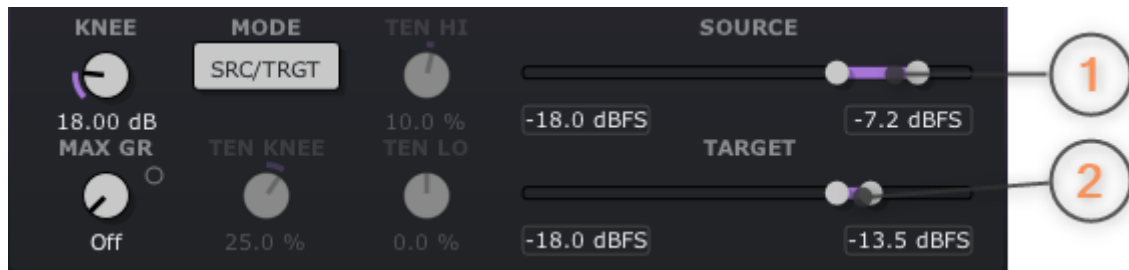 KNEE MODE TEN HI SOURCE
SRC/TRGT
18.00 dB 10.0 % -18.0 dBFS -7.2 dBFS
MAX GR TEN KNEE TEN LO TARGET
Off 25.0 % 0.0 % -18.0 dBFS -13.5 dBFS
1
2